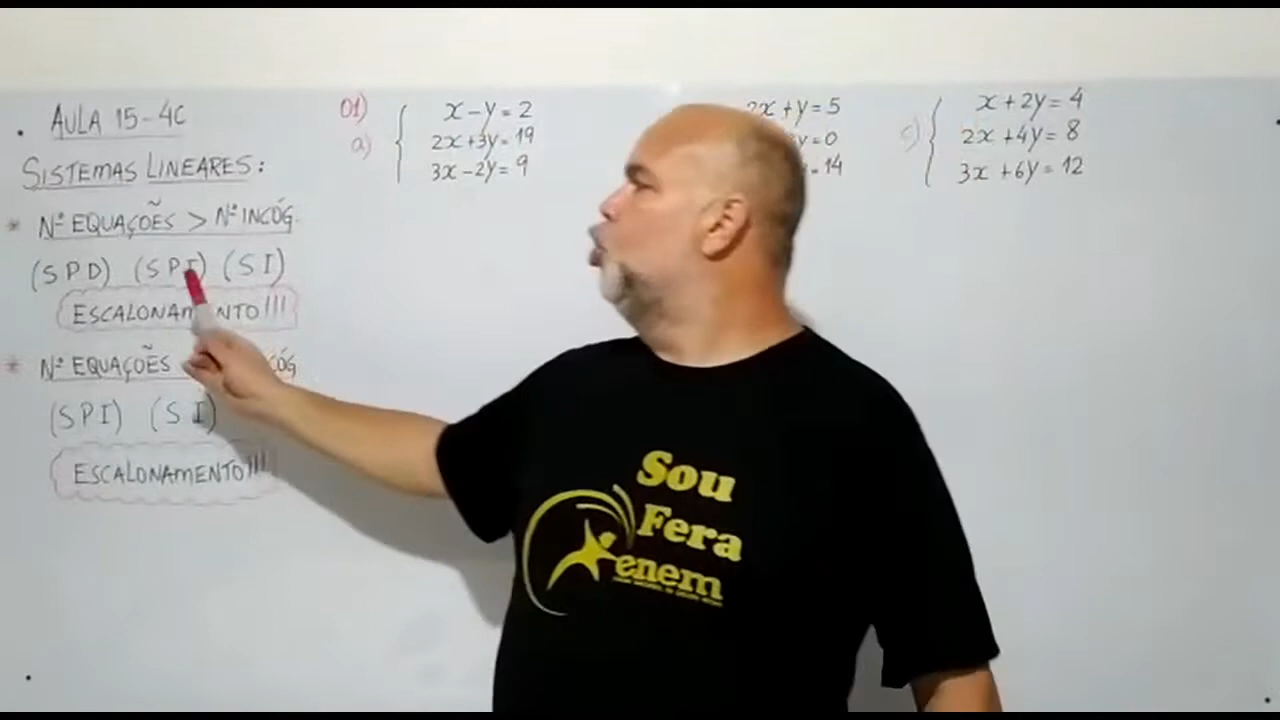 AULA 15-4C
SISTEMAS LINEARES:
* Nº EQUAÇÕES > Nº INCÓG.
(SPD) (SPI) (SI)
ESCALONAMENTO!!!
* Nº EQUAÇÕES INCÓG
(SPI) (SI)
ESCALONAMENTO!!!
01)
a)
x-y=2
2x+3y=19
3x-2y=9
2x+y=5
y=0
=14
c)
x+2y=4
2x+4y=8
3x+6y=12
Sou
Fera
enem